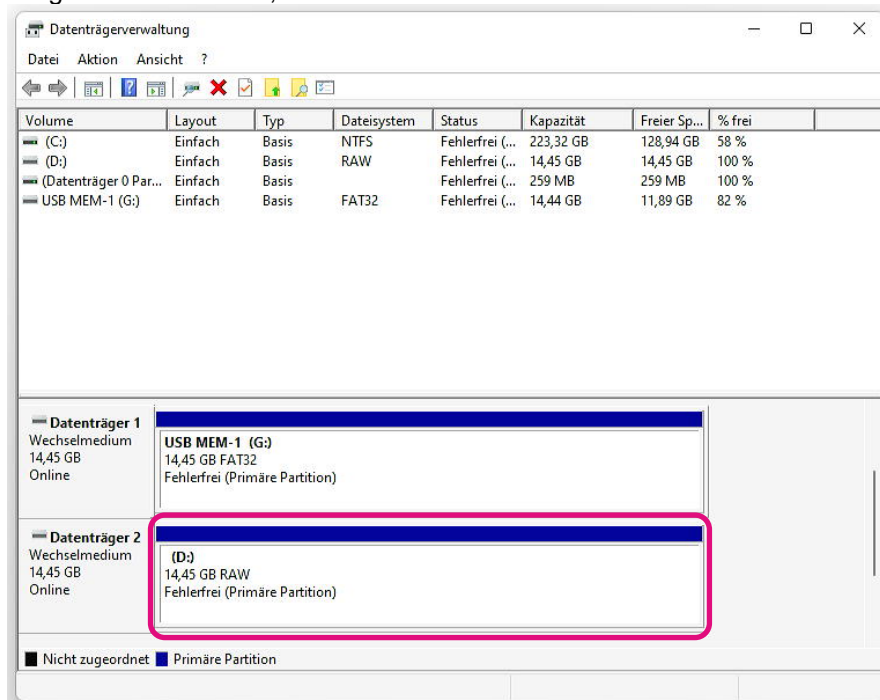 Datenträgerverwaltung
Datei Aktion Ansicht ?
Volume Layout Typ Dateisystem Status Kapazität Freier Sp... % frei
(C:) Einfach Basis NTFS Fehlerfrei (... 223,32 GB 128,94 GB 58 %
(D:) Einfach Basis RAW Fehlerfrei (... 14,45 GB 14,45 GB 100 %
(Datenträger 0 Par... Einfach Basis Fehlerfrei (... 259 MB 259 MB 100 %
USB MEM-1 (G:) Einfach Basis FAT32 Fehlerfrei (... 14,44 GB 11,89 GB 82 %
Datenträger 1
Wechselmedium
14,45 GB
Online
USB MEM-1 (G:)
14,45 GB FAT32
Fehlerfrei (Primäre Partition)
Datenträger 2
Wechselmedium
14,45 GB
Online
(D:)
14,45 GB RAW
Fehlerfrei (Primäre Partition)
Nicht zugeordnet Primäre Partition